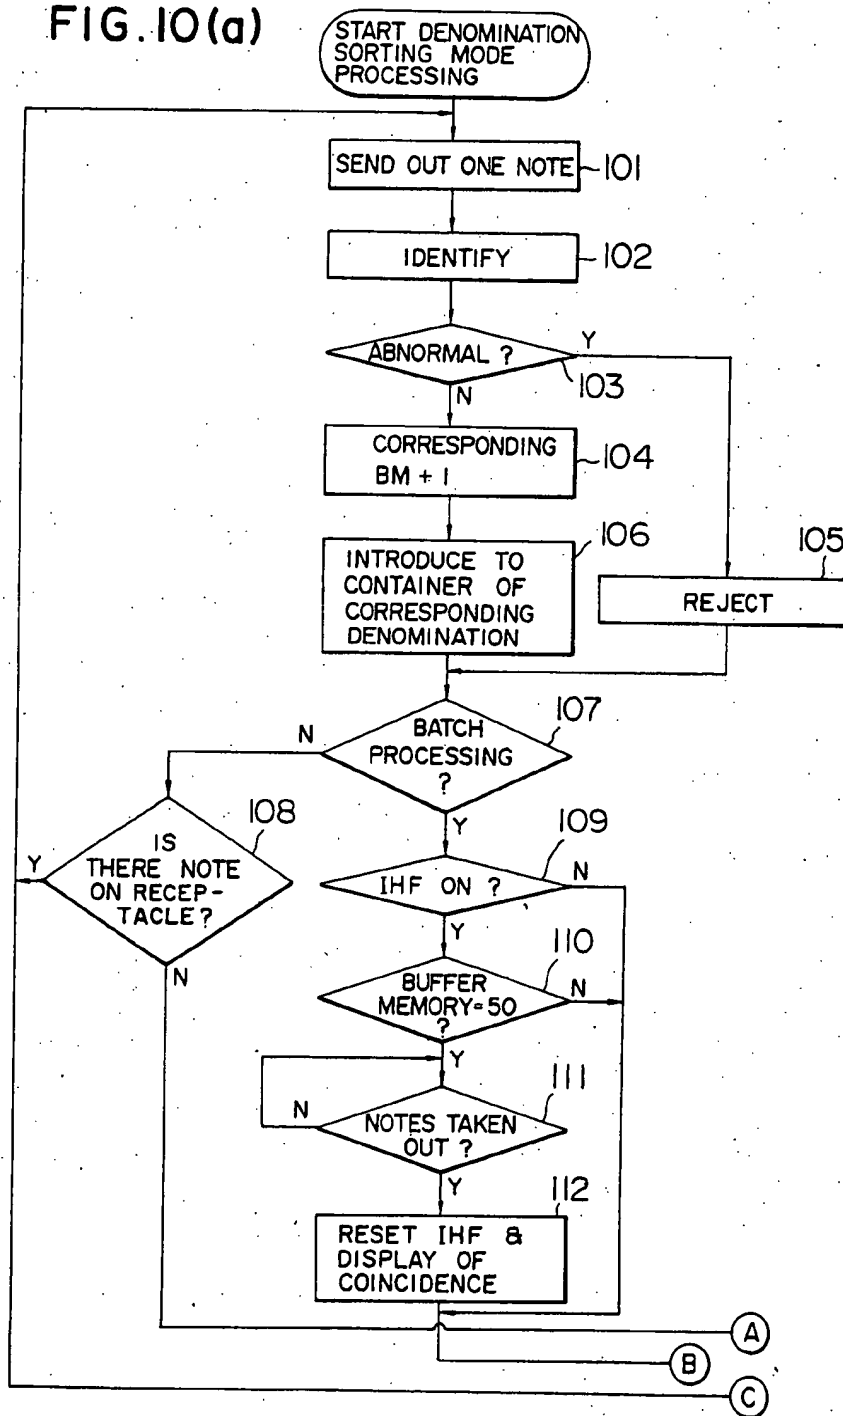 FIG. 10(a)
START DENOMINATION
SORTING MODE
PROCESSING
SEND OUT ONE NOTE
101
IDENTIFY
102
ABNORMAL ?
Y
103
N
CORRESPONDING
BM + 1
104
106
105
INTRODUCE TO
CONTAINER OF
CORRESPONDING
DENOMINATION
REJECT
107
N
BATCH
PROCESSING
?
Y
108
109
IS
THERE NOTE
ON RECEP-
TACLE?
Y
N
IHF ON ?
N
Y
110
BUFFER
MEMORY=50
?
N
Y
111
NOTES TAKEN
OUT ?
N
Y
112
RESET IHF &
DISPLAY OF
COINCIDENCE
A
B
C